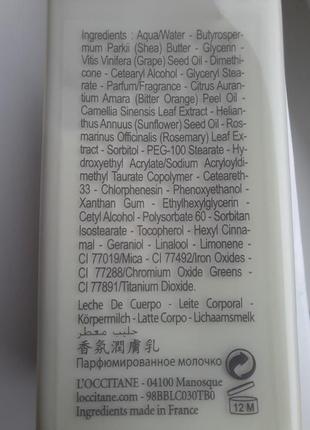 Ingredients : Aqua/Water - Butyrosper-
mum Parkii (Shea) Butter - Glycerin -
Vitis Vinifera (Grape) Seed Oil - Dimethi-
cone - Cetearyl Alcohol - Glyceryl Stea-
rate - Parfum/Fragrance - Citrus Auran-
tium Amara (Bitter Orange) Peel Oil -
Camellia Sinensis Leaf Extract - Helian-
thus Annuus (Sunflower) Seed Oil - Ros-
marinus Officinalis (Rosemary) Leaf Ex-
tract - Sorbitol - PEG-100 Stearate - Hy-
droxyethyl Acrylate/Sodium Acryloyldi-
methyl Taurate Copolymer - Ceteareth-
33 - Chlorphenesin - Phenoxyethanol -
Xanthan Gum - Ethylhexylglycerin -
Cetyl Alcohol - Polysorbate 60 - Sorbitan
Isostearate - Tocopherol - Hexyl Cinna-
mal - Geraniol - Linalool - Limonene -
CI 77019/Mica - CI 77492/Iron Oxides -
CI 77288/Chromium Oxide Greens -
CI 77891/Titanium Dioxide.
Leche De Cuerpo - Leite Corporal -
Körpermilch - Latte Corpo - Lichaamsmelk
حليب معطر
香氛潤膚乳
Парфюмированное молочко
L'OCCITANE - 04100 Manosque
loccitane.com - 98BBLC030TB0
Ingredients made in France
12 M